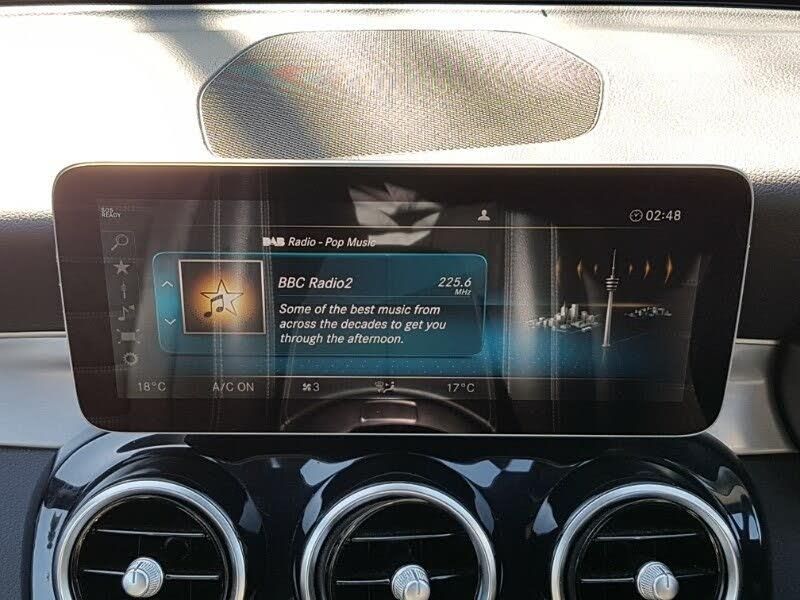 SOS
READY
02:48
DAB Radio - Pop Music
BBC Radio2
225.6
MHz
Some of the best music from
across the decades to get you
through the afternoon.
18°C A/C ON 3 17°C